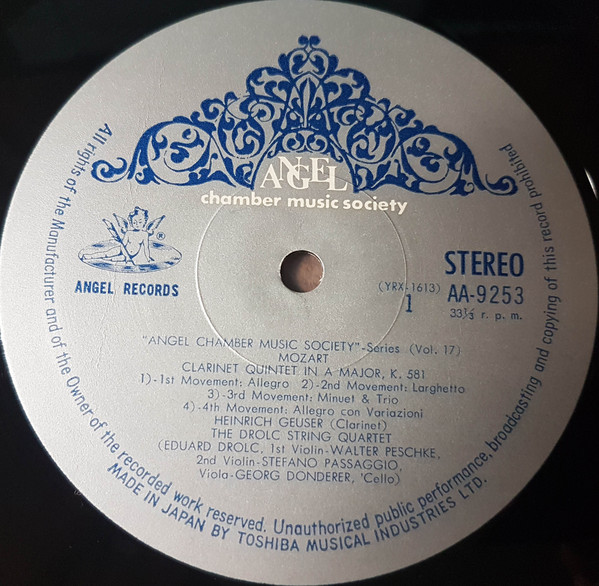 ANGEL
chamber music society
®
ANGEL RECORDS
STEREO
(YRX-1613)
AA-9253
1
33⅓ r. p. m.
"ANGEL CHAMBER MUSIC SOCIETY"-Series (Vol. 17)
MOZART
CLARINET QUINTET IN A MAJOR, K. 581
1)-1st Movement: Allegro 2)-2nd Movement: Larghetto
3)-3rd Movement: Minuet & Trio
4)-4th Movement: Allegro con Variazioni
HEINRICH GEUSER (Clarinet)
THE DROLC STRING QUARTET
(EDUARD DROLC, 1st Violin-WALTER PESCHKE,
2nd Violin-STEFANO PASSAGGIO,
Viola-GEORG DONDERER, 'Cello)
All rights of the Manufacturer and of the Owner of the recorded work reserved. Unauthorized public performance, broadcasting and copying of this record prohibited
MADE IN JAPAN BY TOSHIBA MUSICAL INDUSTRIES LTD.